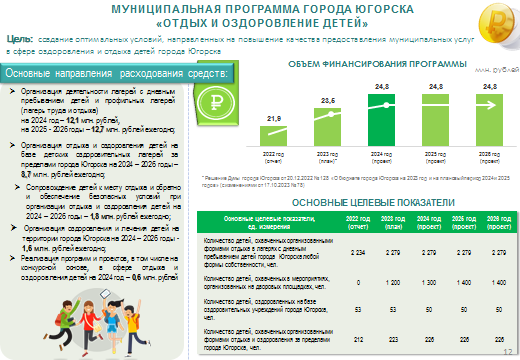 МУНИЦИПАЛЬНАЯ ПРОГРАММА ГОРОДА ЮГОРСКА
«ОТДЫХ И ОЗДОРОВЛЕНИЕ ДЕТЕЙ»
Цель: создание оптимальных условий, направленных на повышение качества предоставления муниципальных услуг
в сфере оздоровления и отдыха детей города Югорска
Основные направления расходования средств:
Организация деятельности лагерей с дневным
пребыванием детей и профильных лагерей
(лагерь труда и отдыха)
на 2024 год – 12,1 млн. рублей,
на 2025 - 2026 годы – 12,7 млн. рублей ежегодно;
Организация отдыха и оздоровления детей на
базе детских оздоровительных лагерей за
пределами города Югорска на 2024 – 2026 годы –
8,7 млн. рублей ежегодно;
Сопровождение детей к месту отдыха и обратно
и обеспечение безопасных условий при
организации отдыха и оздоровления детей на
2024 – 2026 годы – 1,8 млн. рублей ежегодно;
Организация оздоровления и лечения детей на
территории города Югорска на 2024 – 2026 годы -
1,6 млн. рублей ежегодно;
Реализация программ и проектов, в том числе на
конкурсной основе, в сфере отдыха и
оздоровления детей на 2024 год – 0,6 млн. рублей
ОБЪЕМ ФИНАНСИРОВАНИЯ ПРОГРАММЫ
млн. рублей
21,9 23,6 24,8 24,8 24,8
2022 год (отчет) 2023 год (план)* 2024 год (проект) 2025 год (проект) 2026 год (проект)
* Решение Думы города Югорска от 20.12.2022 № 128 «О бюджете города Югорска на 2023 год и на плановый период 2024 и 2025
годов» (с изменениями от 17.10.2023 № 78)
ОСНОВНЫЕ ЦЕЛЕВЫЕ ПОКАЗАТЕЛИ
Основные целевые показатели, ед. измерения 2022 год (отчет) 2023 год (план) 2024 год (проект) 2025 год (проект) 2026 год (проект)
Количество детей, охваченных организованными
формами отдыха в лагерях с дневным
пребыванием детей города Югорска любой
формы собственности, чел.
2 234 2 279 2 279 2 279 2 279
Количество детей, охваченных в мероприятиях,
организованных на дворовых площадках, чел.
0 1 200 1 300 1 400 1 400
Количество детей, оздоровленных на базе
оздоровительных учреждений города Югорска,
чел.
53 53 50 50 50
Количество детей, охваченных организованными
формами отдыха и оздоровления за пределами
города Югорска, чел.
212 223 226 226 226
12